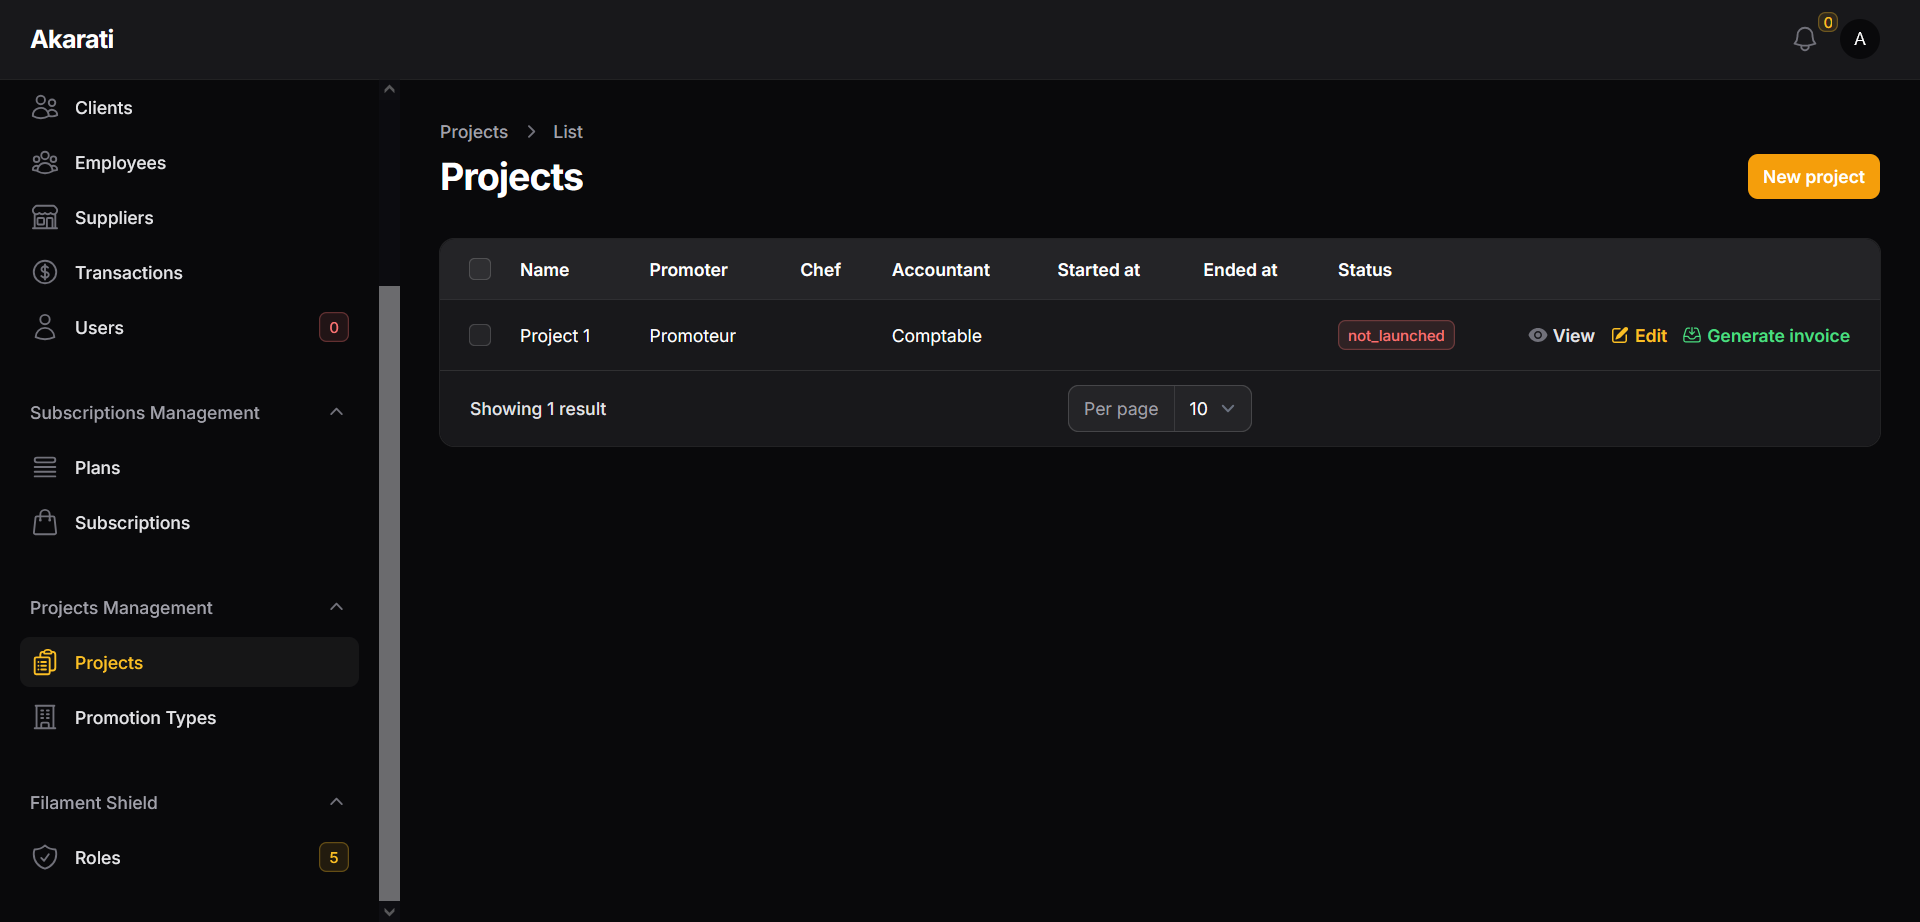 Akarati
0
A
Clients
Employees
Suppliers
Transactions
Users 0
Subscriptions Management
Plans
Subscriptions
Projects Management
Projects
Promotion Types
Filament Shield
Roles 5
Projects > List
Projects
New project
Name Promoter Chef Accountant Started at Ended at Status
Project 1 Promoteur Comptable not_launched View Edit Generate invoice
Showing 1 result Per page 10